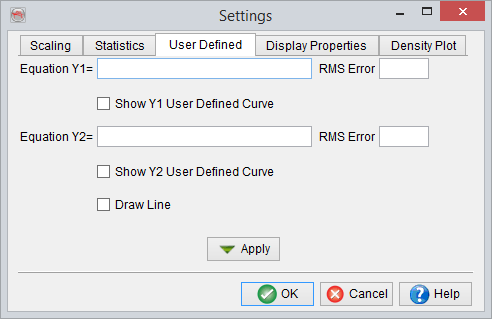 Settings
Scaling Statistics User Defined Display Properties Density Plot
Equation Y1= RMS Error
Show Y1 User Defined Curve
Equation Y2= RMS Error
Show Y2 User Defined Curve
Draw Line
Apply
OK Cancel Help